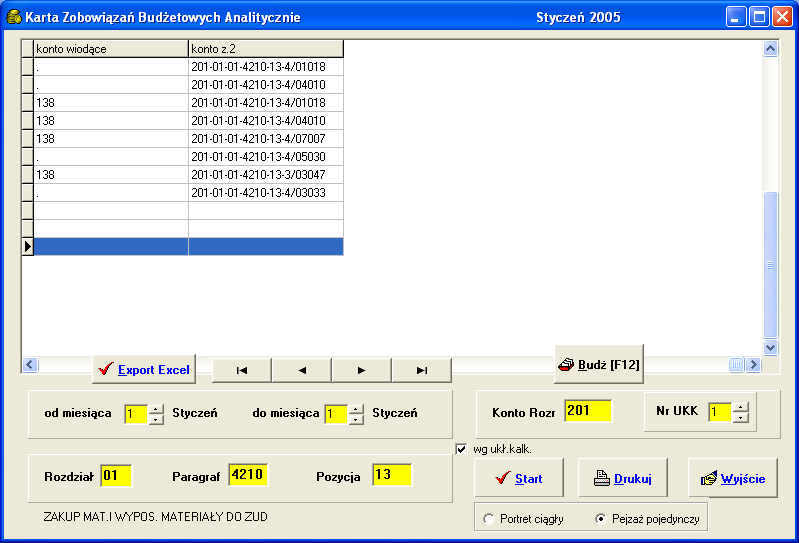 Karta Zobowiązań Budżetowych Analitycznie Styczeń 2005
konto wiodące konto z.2
. 201-01-01-4210-13-4/01018
. 201-01-01-4210-13-4/04010
138 201-01-01-4210-13-4/01018
138 201-01-01-4210-13-4/04010
138 201-01-01-4210-13-4/07007
. 201-01-01-4210-13-4/05030
138 201-01-01-4210-13-3/03047
. 201-01-01-4210-13-4/03033
Export Excel Budż [F12]
od miesiąca 1 Styczeń do miesiąca 1 Styczeń Konto Rozr 201 Nr UKK 1
wg ukł.kalk.
Rozdział 01 Paragraf 4210 Pozycja 13 Start Drukuj Wyjście
ZAKUP MAT.I WYPOS. MATERIAŁY DO ZUD Portret ciągły Pejzaż pojedynczy